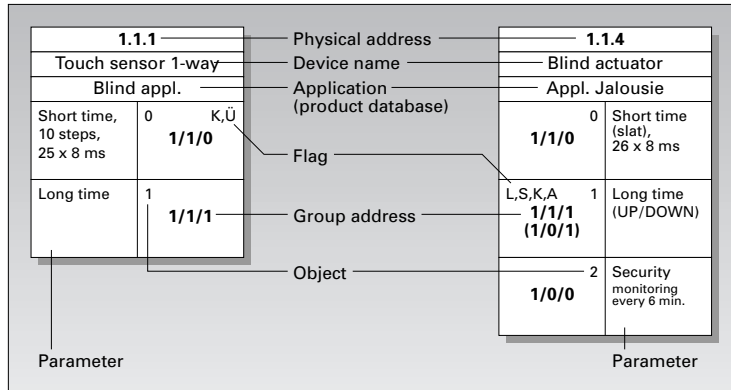 1.1.1
Touch sensor 1-way
Blind appl.
Short time,
10 steps,
25 x 8 ms
0 K,Ü
1/1/0
Long time
1
1/1/1
Parameter
Physical address
Device name
Application
(product database)
Flag
Group address
Object
1.1.4
Blind actuator
Appl. Jalousie
0
1/1/0
Short time
(slat),
26 x 8 ms
L,S,K,A 1
1/1/1
(1/0/1)
Long time
(UP/DOWN)
2
1/0/0
Security
monitoring
every 6 min.
Parameter